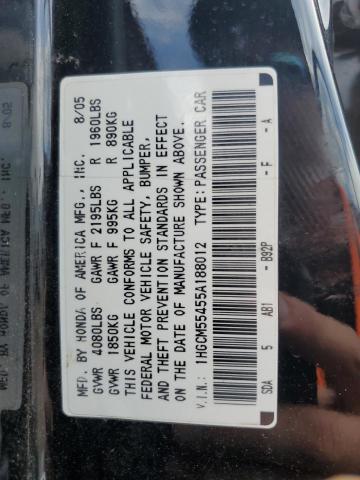 MFD. BY HONDA OF AMERICA MFG., INC. 8/05
GVWR 4080LBS GAWR F 2195LBS R 1960LBS
GVWR 1850KG GAWR F 995KG R 890KG
THIS VEHICLE CONFORMS TO ALL APPLICABLE
FEDERAL MOTOR VEHICLE SAFETY, BUMPER,
AND THEFT PREVENTION STANDARDS IN EFFECT
ON THE DATE OF MANUFACTURE SHOWN ABOVE.
V.I.N.: 1HGCM55455A188012 TYPE: PASSENGER CAR
SDA 5 AB1 - B92P - F - A